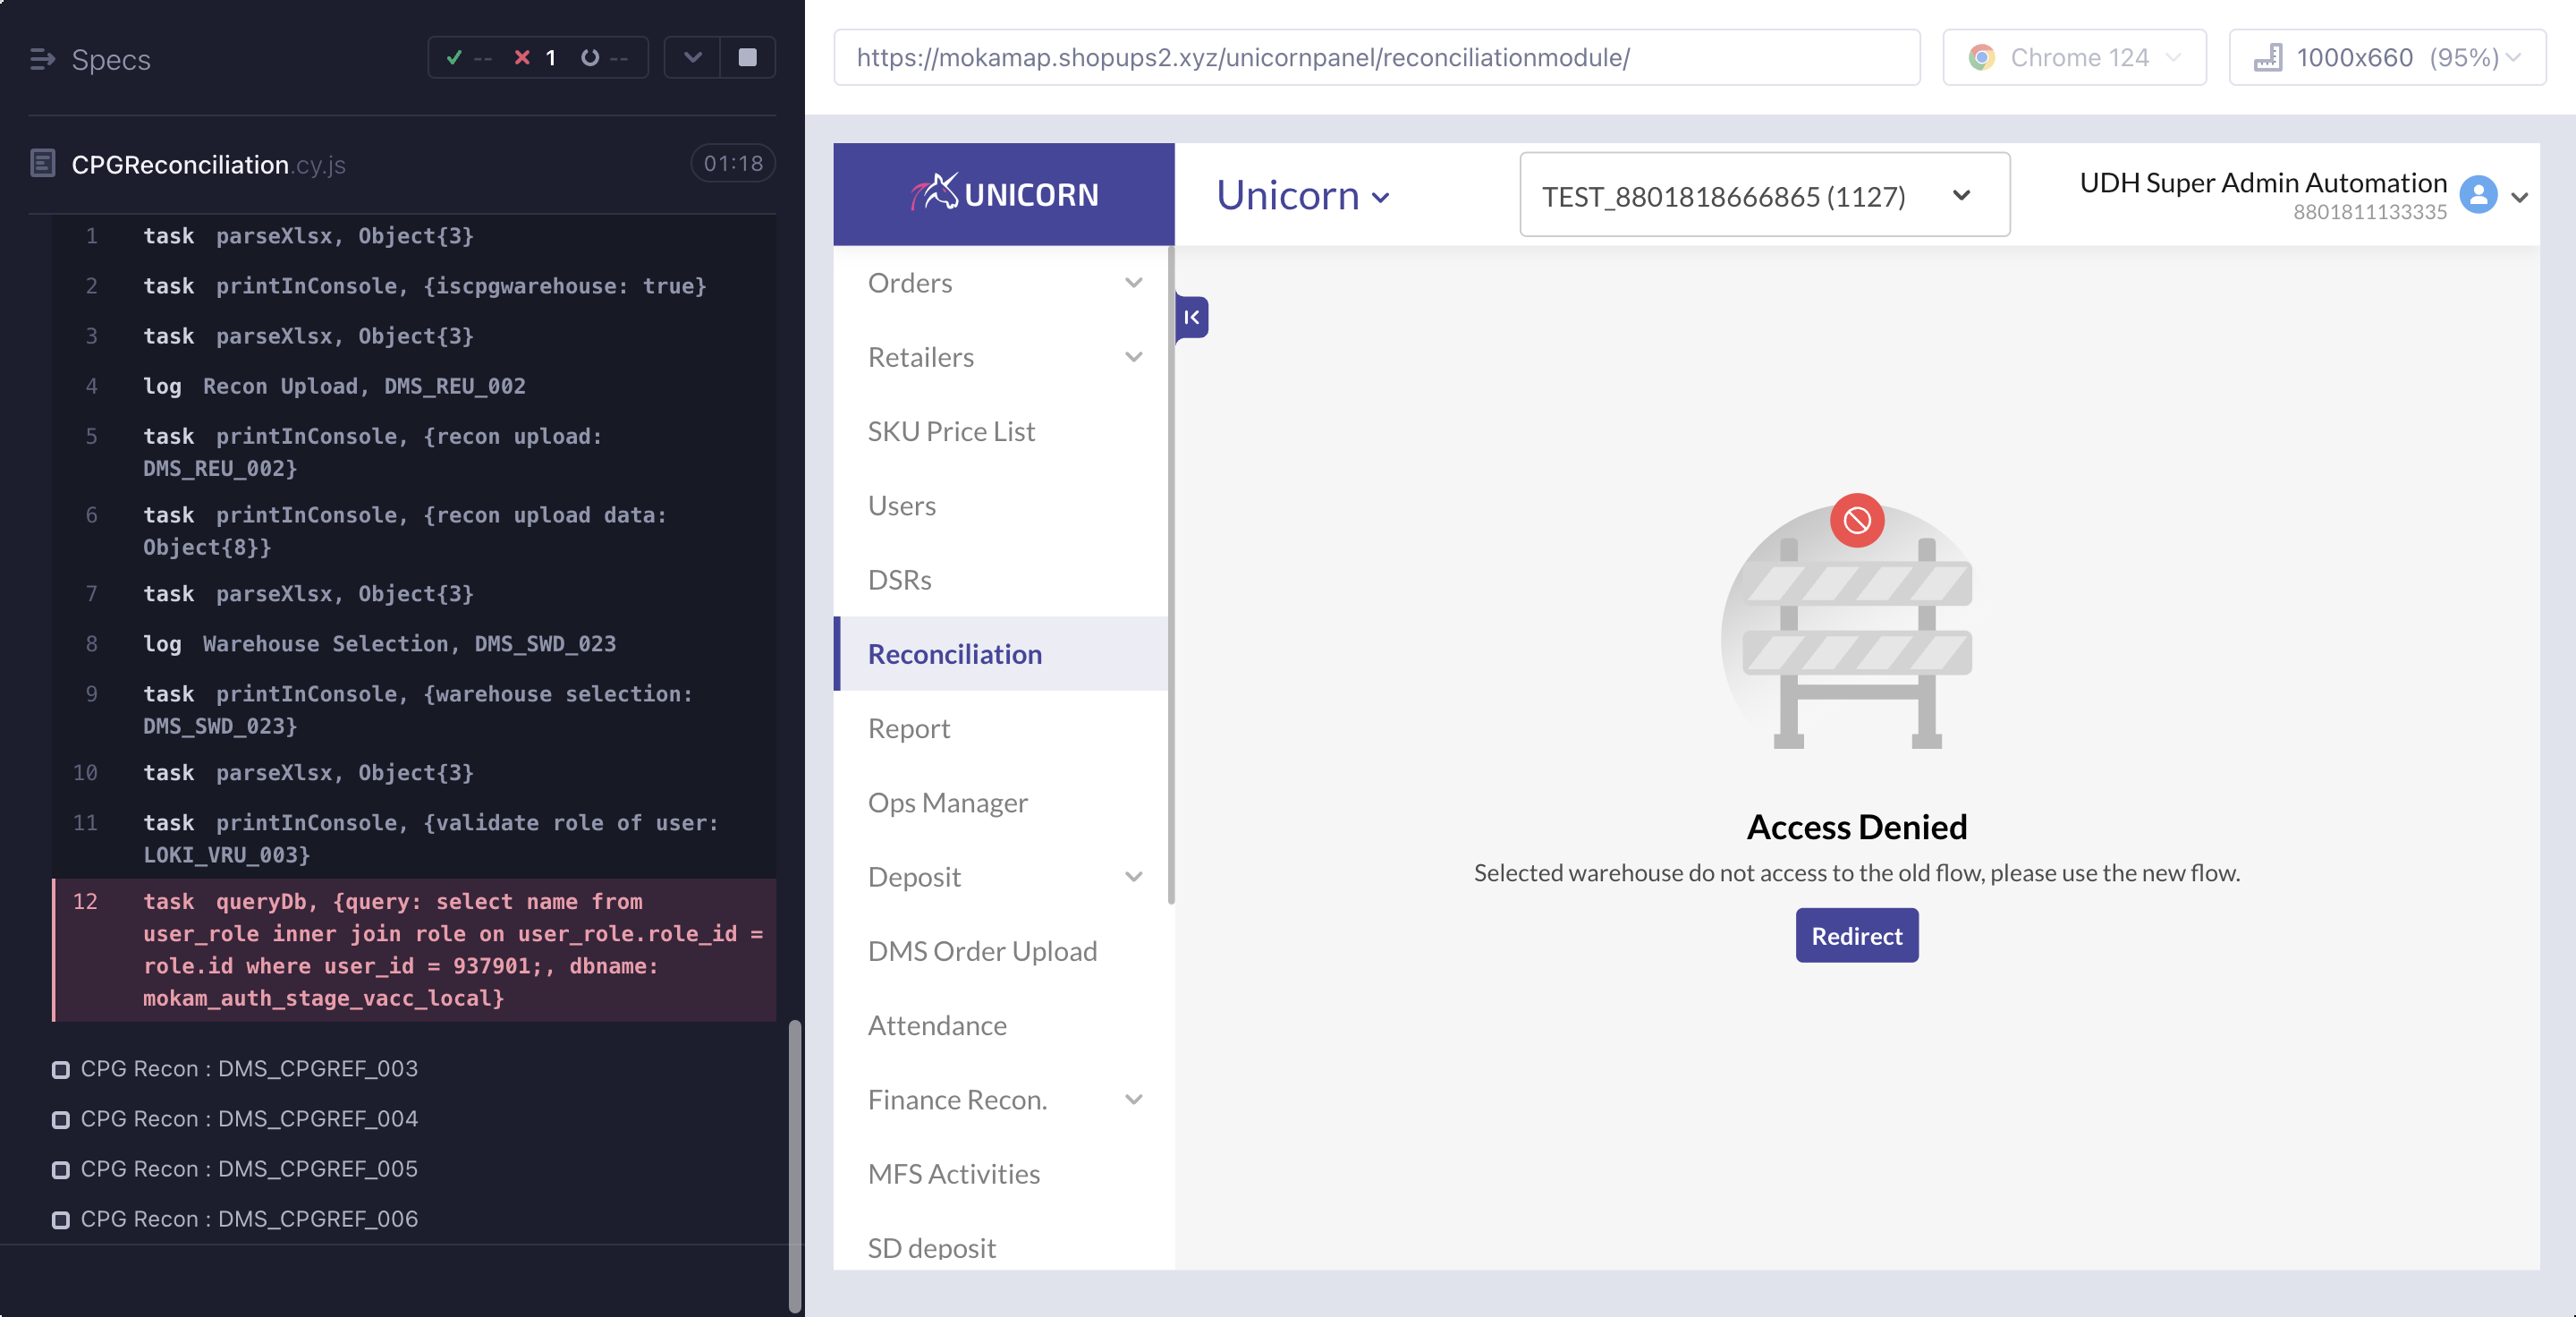 Specs
-- 1 --
CPGReconciliation.cy.js 01:18
1 task parseXlsx, Object{3}
2 task printInConsole, {iscpgwarehouse: true}
3 task parseXlsx, Object{3}
4 log Recon Upload, DMS_REU_002
5 task printInConsole, {recon upload:
DMS_REU_002}
6 task printInConsole, {recon upload data:
Object{8}}
7 task parseXlsx, Object{3}
8 log Warehouse Selection, DMS_SWD_023
9 task printInConsole, {warehouse selection:
DMS_SWD_023}
10 task parseXlsx, Object{3}
11 task printInConsole, {validate role of user:
LOKI_VRU_003}
12 task queryDb, {query: select name from
user_role inner join role on user_role.role_id =
role.id where user_id = 937901;, dbname:
mokam_auth_stage_vacc_local}
CPG Recon : DMS_CPGREF_003
CPG Recon : DMS_CPGREF_004
CPG Recon : DMS_CPGREF_005
CPG Recon : DMS_CPGREF_006
https://mokamap.shopups2.xyz/unicornpanel/reconciliationmodule/
Chrome 124
1000x660 (95%)
UNICORN
Unicorn
TEST_8801818666865 (1127)
UDH Super Admin Automation
8801811133335
Orders
Retailers
SKU Price List
Users
DSRs
Reconciliation
Report
Ops Manager
Deposit
DMS Order Upload
Attendance
Finance Recon.
MFS Activities
SD deposit
Access Denied
Selected warehouse do not access to the old flow, please use the new flow.
Redirect